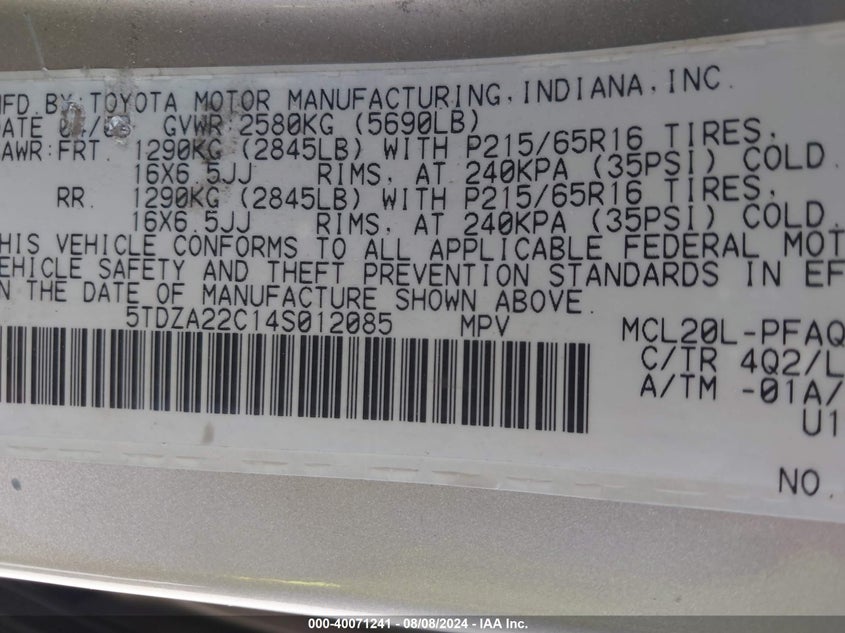 MFD.BY:TOYOTA MOTOR MANUFACTURING,INDIANA,INC.
DATE GVWR 2580KG (5690LB)
AWR:FRT. 1290KG (2845LB) WITH P215/65R16 TIRES,
16X6.5JJ RIMS, AT 240KPA (35PSI) COLD.
RR. 1290KG (2845LB) WITH P215/65R16 TIRES,
16X6.5JJ RIMS, AT 240KPA (35PSI) COLD.
HIS VEHICLE CONFORMS TO ALL APPLICABLE FEDERAL MOT
EHICLE SAFETY AND THEFT PREVENTION STANDARDS IN EF
N THE DATE OF MANUFACTURE SHOWN ABOVE.
5TDZA22C14S012085 MPV MCL20L-PFAQ
C/TR 4Q2/L
A/TM -01A/
U1
NO.
000-40071241 - 08/08/2024 - IAA Inc.